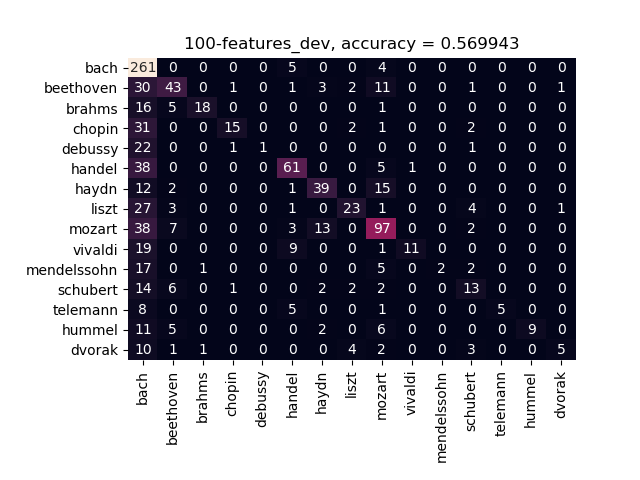 100-features_dev, accuracy = 0.569943
bach 261 0 0 0 0 5 0 0 4 0 0 0 0 0 0
beethoven 30 43 0 1 0 1 3 2 11 0 0 1 0 0 1
brahms 16 5 18 0 0 0 0 0 1 0 0 0 0 0 0
chopin 31 0 0 15 0 0 0 2 1 0 0 2 0 0 0
debussy 22 0 0 1 1 0 0 0 0 0 0 1 0 0 0
handel 38 0 0 0 0 61 0 0 5 1 0 0 0 0 0
haydn 12 2 0 0 0 1 39 0 15 0 0 0 0 0 0
liszt 27 3 0 0 0 1 0 23 1 0 0 4 0 0 1
mozart 38 7 0 0 0 3 13 0 97 0 0 2 0 0 0
vivaldi 19 0 0 0 0 9 0 0 1 11 0 0 0 0 0
mendelssohn 17 0 1 0 0 0 0 0 5 0 2 2 0 0 0
schubert 14 6 0 1 0 0 2 2 2 0 0 13 0 0 0
telemann 8 0 0 0 0 5 0 0 1 0 0 0 5 0 0
hummel 11 5 0 0 0 0 2 0 6 0 0 0 0 9 0
dvorak 10 1 1 0 0 0 0 4 2 0 0 3 0 0 5
bach beethoven brahms chopin debussy handel haydn liszt mozart vivaldi mendelssohn schubert telemann hummel dvorak